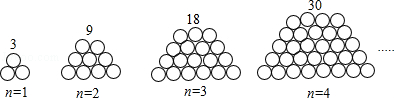 3 9 18 30
n=1 n=2 n=3 n=4 .....